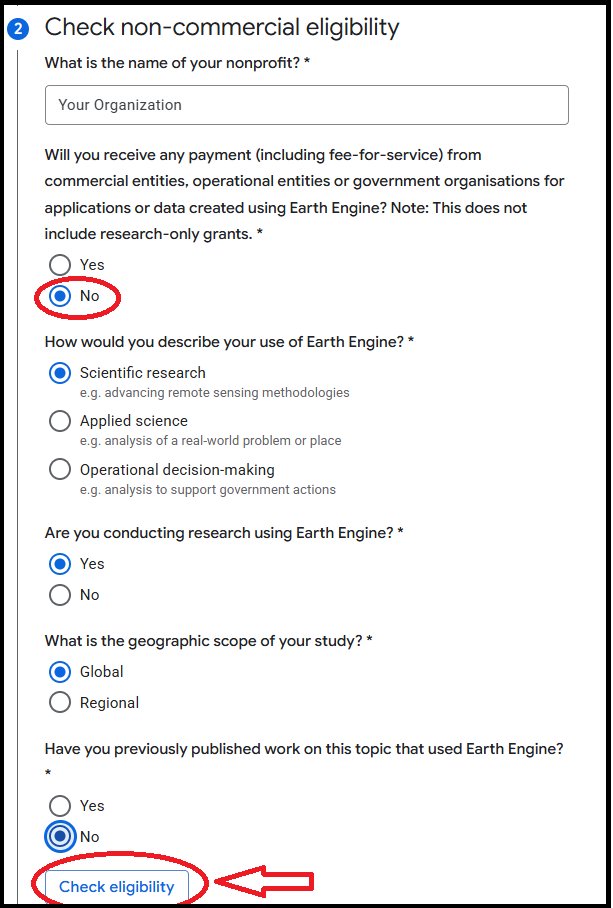 2 Check non-commercial eligibility
What is the name of your nonprofit? *
Your Organization
Will you receive any payment (including fee-for-service) from
commercial entities, operational entities or government organisations for
applications or data created using Earth Engine? Note: This does not
include research-only grants. *
Yes
No
How would you describe your use of Earth Engine? *
Scientific research
e.g. advancing remote sensing methodologies
Applied science
e.g. analysis of a real-world problem or place
Operational decision-making
e.g. analysis to support government actions
Are you conducting research using Earth Engine? *
Yes
No
What is the geographic scope of your study? *
Global
Regional
Have you previously published work on this topic that used Earth Engine?
*
Yes
No
Check eligibility